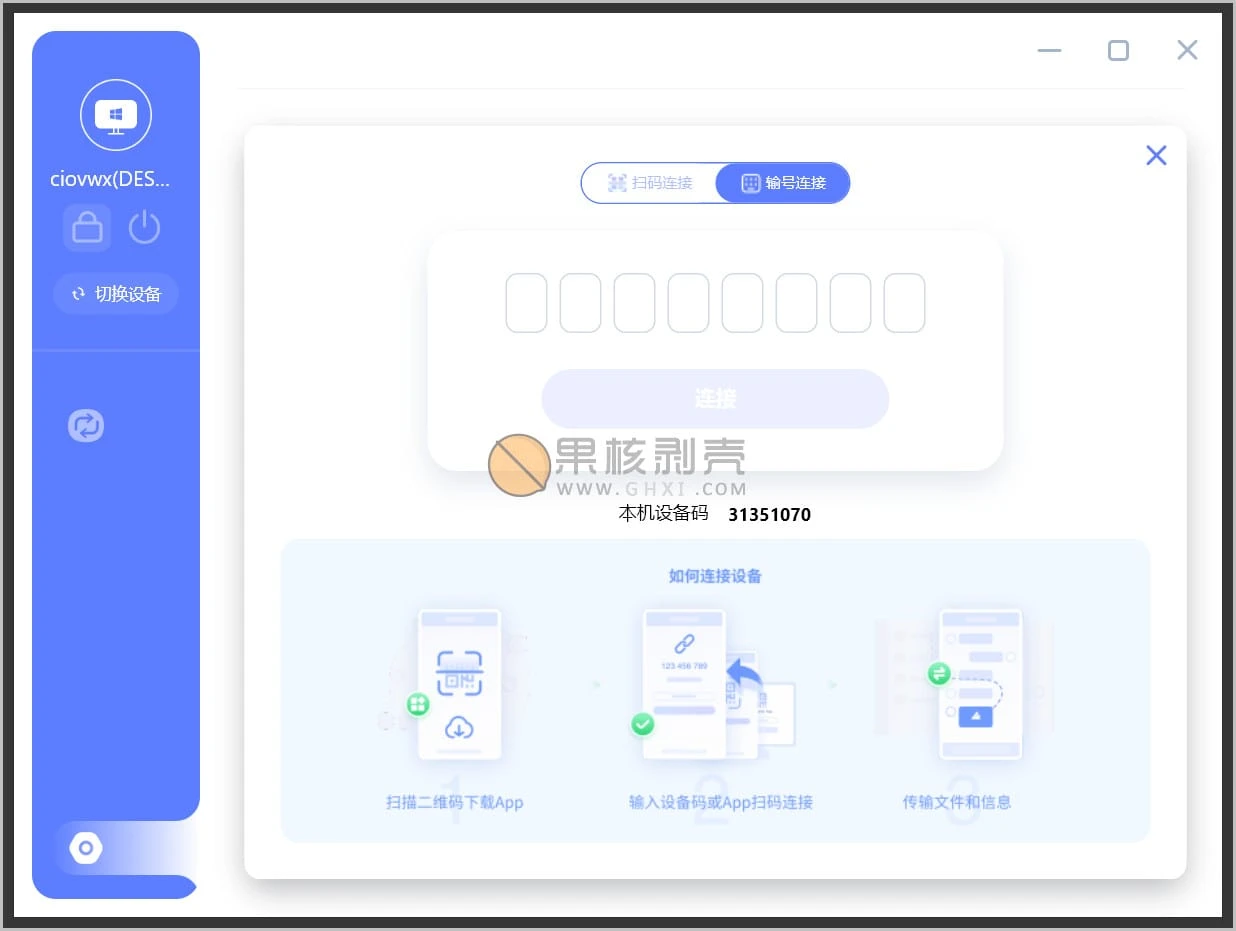 ciovwx(DES...
切换设备
扫码连接
输号连接
连接
果核剥壳
WWW.GHXI.COM
本机设备码 31351070
如何连接设备
123 456 789
1
扫描二维码下载App
2
输入设备码或App扫码连接
3
传输文件和信息